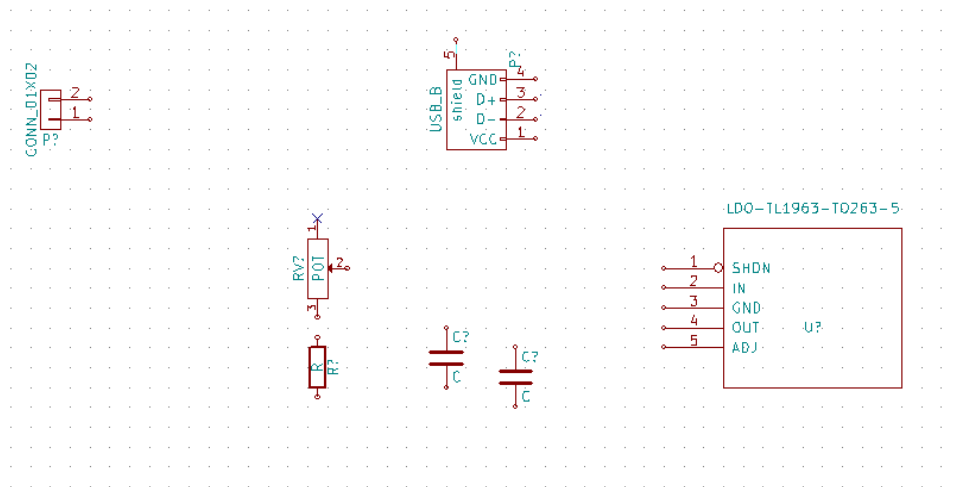 CONN_01X02
2
1
P?
5
P?
USB_B
shield
GND 4
D+ 3
D- 2
VCC 1
LDO-TL1963-TO263-5
1 SHDN
2 IN
3 GND
4 OUT
5 ADJ
U?
1
RV?
POT
2
3
R
R?
C?
C
C?
C